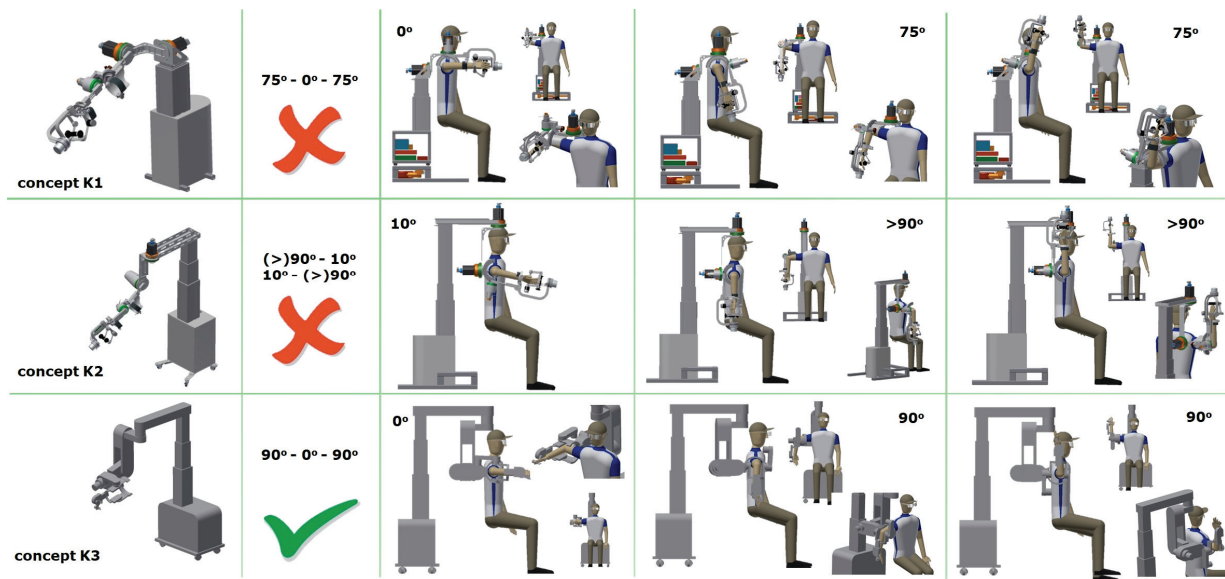 0º
75º
75º
75º - 0º - 75º
concept K1
10º
>90º
>90º
(>)90º - 10º
10º - (>)90º
concept K2
0º
90º
90º
90º - 0º - 90º
concept K3